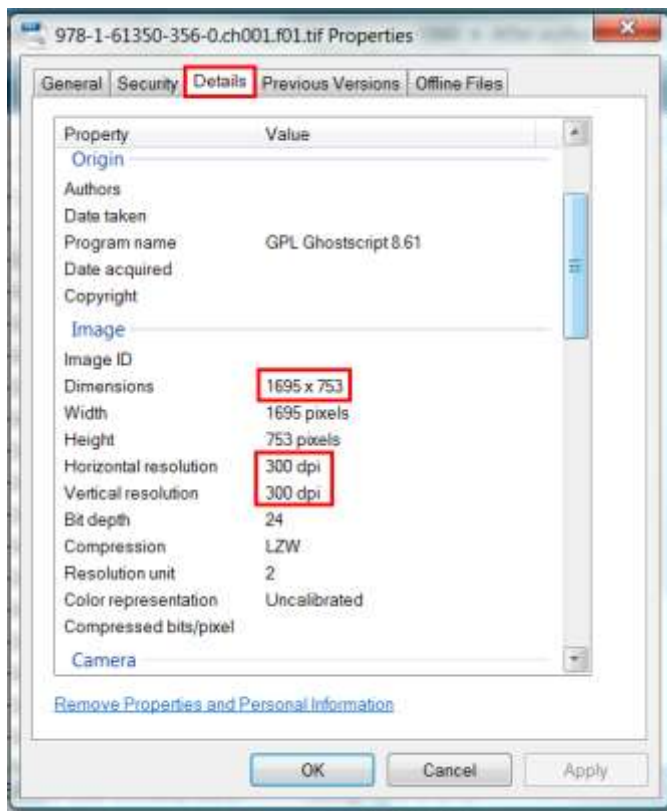 978-1-61350-356-0.ch001.f01.tif Properties
General Security Details Previous Versions Offline Files
Property Value
Origin
Authors
Date taken
Program name GPL Ghostscript 8.61
Date acquired
Copyright
Image
Image ID
Dimensions 1695 x 753
Width 1695 pixels
Height 753 pixels
Horizontal resolution 300 dpi
Vertical resolution 300 dpi
Bit depth 24
Compression LZW
Resolution unit 2
Color representation Uncalibrated
Compressed bits/pixel
Camera
Remove Properties and Personal Information
OK Cancel Apply